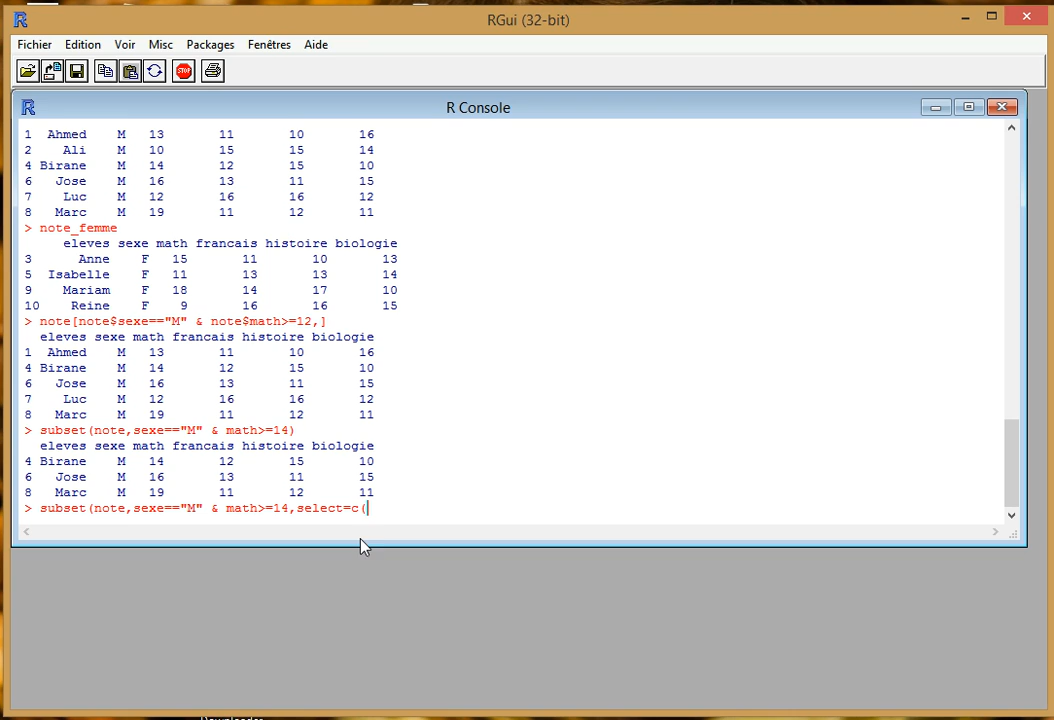 RGui (32-bit)
Fichier Edition Voir Misc Packages Fenêtres Aide
STOP
R Console
1 Ahmed M 13 11 10 16
2 Ali M 10 15 15 14
4 Birane M 14 12 15 10
6 Jose M 16 13 11 15
7 Luc M 12 16 16 12
8 Marc M 19 11 12 11
> note_femme
eleves sexe math francais histoire biologie
3 Anne F 15 11 10 13
5 Isabelle F 11 13 13 14
9 Mariam F 18 14 17 10
10 Reine F 9 16 16 15
> note[note$sexe=="M" & note$math>=12,]
eleves sexe math francais histoire biologie
1 Ahmed M 13 11 10 16
4 Birane M 14 12 15 10
6 Jose M 16 13 11 15
7 Luc M 12 16 16 12
8 Marc M 19 11 12 11
> subset(note,sexe=="M" & math>=14)
eleves sexe math francais histoire biologie
4 Birane M 14 12 15 10
6 Jose M 16 13 11 15
8 Marc M 19 11 12 11
> subset(note,sexe=="M" & math>=14,select=c(